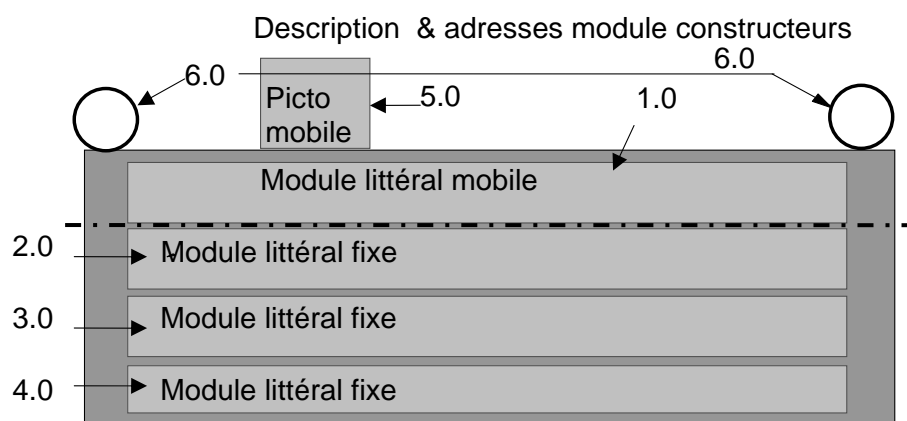 Description & adresses module constructeurs
6.0
6.0
Picto
mobile
5.0
1.0
Module littéral mobile
2.0
Module littéral fixe
3.0
Module littéral fixe
4.0
Module littéral fixe